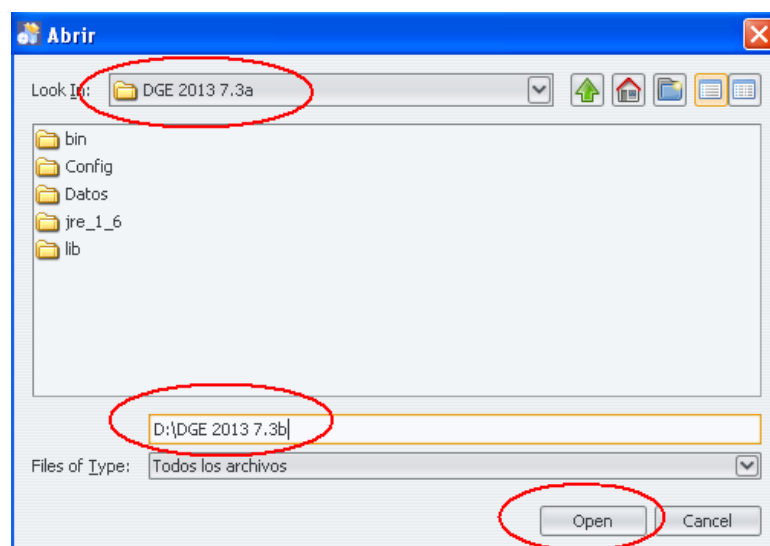 Abrir
Look In: DGE 2013 7.3a
bin
Config
Datos
jre_1_6
lib
D:\DGE 2013 7.3b
Files of Type: Todos los archivos
Open Cancel